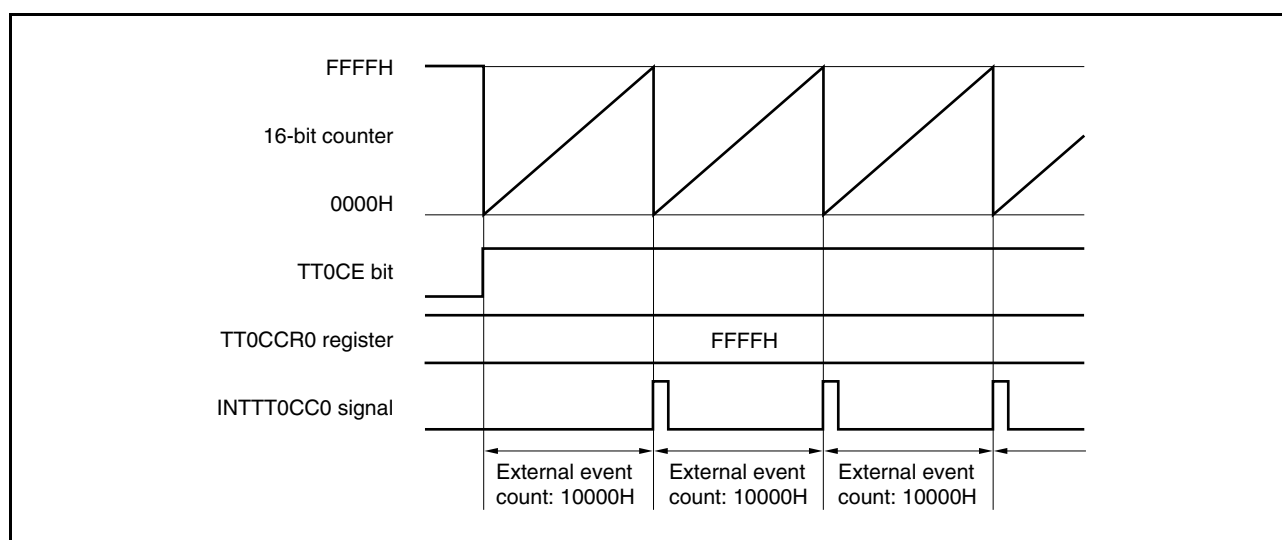 FFFFH
16-bit counter
0000H
TT0CE bit
TT0CCR0 register
FFFFH
INTTT0CC0 signal
External event
count: 10000H
External event
count: 10000H
External event
count: 10000H